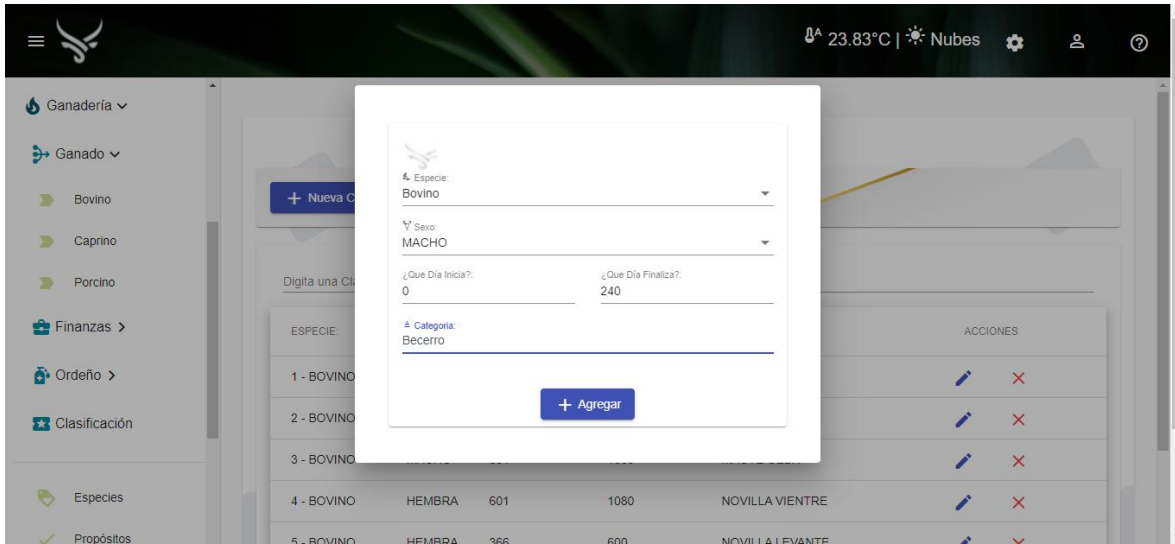 23.83°C | Nubes
Ganadería
Ganado
Bovino
Caprino
Porcino
Finanzas
Ordeño
Clasificación
Especies
Propósitos
+ Nueva C
Digita una Cla
ESPECIE:
ACCIONES
1 - BOVINO
2 - BOVINO
3 - BOVINO
4 - BOVINO HEMBRA 601 1080 NOVILLA VIENTRE
5 - BOVINO HEMBRA 366 600 NOVILLA LEVANTE
Especie:
Bovino
Sexo:
MACHO
¿Que Día Inicia?: ¿Que Día Finaliza?:
0 240
Categoria:
Becerro
+ Agregar